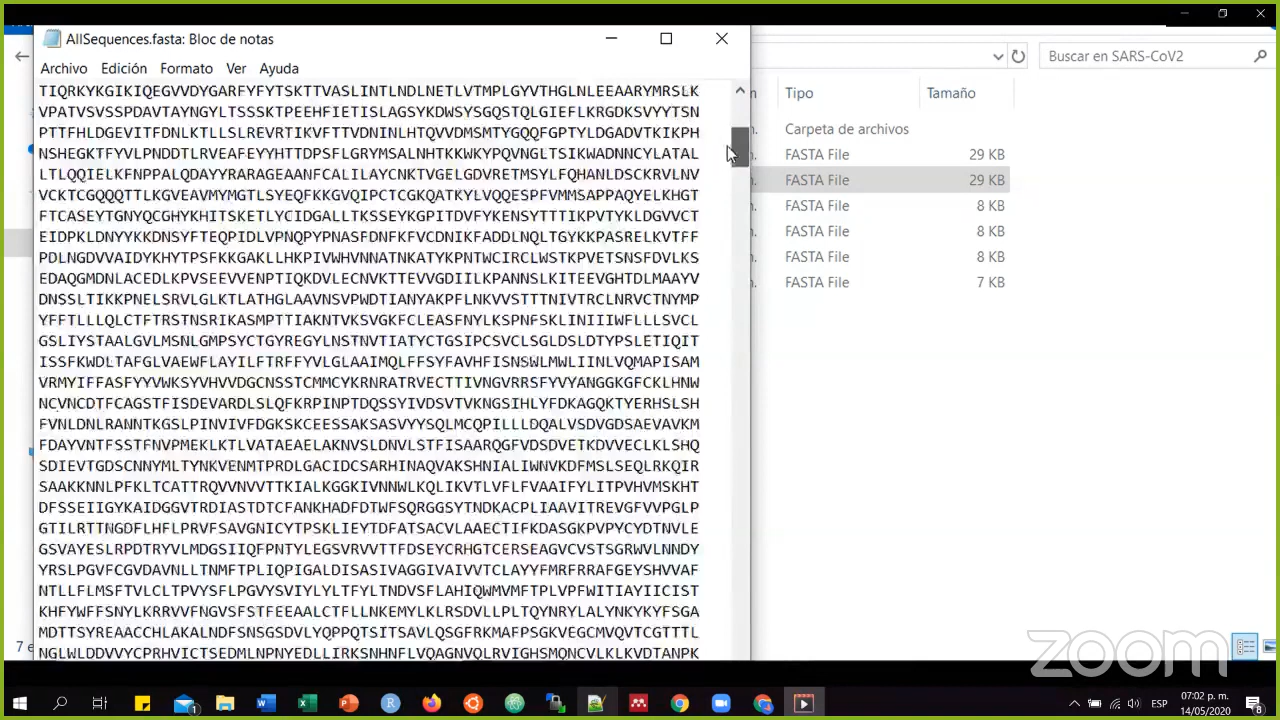 AllSequences.fasta: Bloc de notas
Archivo Edición Formato Ver Ayuda
TIQRKYKGIKIQEGVVDYGARFYFYTSKTTVASLINTLNDLNETLVTMPLGYVTHGLNLEEAARYMRSLK
VPATVSVSSPDAVTAYNGYLTSSSKTPEEHFIETISLAGSYKDWSYSGQSTQLGIEFLKRGDKSVYYTSN
PTTFHLDGEVITFDNLKTLLSLREVRTIKVFTTVDNINLHTQVVDMSMTYGQQFGPTYLDGADVTKIKPH
NSHEGKTFYVLPNDDTLRVEAFEYYHTTDPSFLGRYMSALNHTKKWKYPQVNGLTSIKWADNNCYLATAL
LTLQQIELKFNPPALQDAYYRARAGEAANFCALILAYCNKTVGELGDVRETMSYLFQHANLDSCKRVLNV
VCKTCGQQQTTLKGVEAVMYMGTLSYEQFKKGVQIPCTCGKQATKYLVQQESPFVMMSAPPAQYELKHGT
FTCASEYTGNYQCGHYKHITSKETLYCIDGALLTKSSEYKGPITDVFYKENSYTTTIKPVTYKLDGVVCT
EIDPKLDNYYKKDNSYFTEQPIDLVPNQPYPNASFDNFKFVCDNIKFADDLNQLTGYKKPASRELKVTFF
PDLNGDVVAIDYKHYTPSFKKGAKLLHKPIVWHVNNATNKATYKPNTWCIRCLWSTKPVETSNSFDVLKS
EDAQGMDNLACEDLKPVSEEVVENPTIQKDVLECNVKTTEVVGDIILKPANNSLKITEEVGHTDLMAAYV
DNSSLTIKKPNELSRVLGLKTLATHGLAAVNSVPWDTIANYAKPFLNKVVSTTTNIVTRCLNRVCTNYMP
YFFTLLLQLCTFTRSTNSRIKASMPTTIAKNTVKSVGKFCLEASFNYLKSPNFSKLINIIIWFLLLSVCL
GSLIYSTAALGVLMSNLGMPSYCTGYREGYLNSTNVTIATYCTGSIPCSVCLSGLDSLDTYPSLETIQIT
ISSFKWDLTAFGLVAEWFLAYILFTRFFYVLGLAAIMQLFFSYFAVHFISNSWLMWLIINLVQMAPISAM
VRMYIFFASFYYVWKSYVHVVDGCNSSTCMMCYKRNRATRVECTTIVNGVRRSFYVYANGGKGFCKLHNW
NCVNCDTFCAGSTFISDEVARDLSLQFKRPINPTDQSSYIVDSVTVKNGSIHLYFDKAGQKTYERHSLSH
FVNLDNLRANNTKGSLPINVIVFDGKSKCEESSAKSASVYYSQLMCQPILLLDQALVSDVGDSAEVAVKM
FDAYVNTFSSTFNVPMEKLKTLVATAEAELAKNVSLDNVLSTFISAARQGFVDSDVETKDVVECLKLSHQ
SDIEVTGDSCNNYMLTYNKVENMTPRDLGACIDCSARHINAQVAKSHNIALIWNVKDFMSLSEQLRKQIR
SAAKKNNLPFKLTCATTRQVVNVVTTKIALKGGKIVNNWLKQLIKVTLVFLFVAAIFYLITPVHVMSKHT
DFSSEIIGYKAIDGGVTRDIASTDTCFANKHADFDTWFSQRGGSYTNDKACPLIAAVITREVGFVVPGLP
GTILRTTNGDFLHFLPRVFSAVGNICYTPSKLIEYTDFATSACVLAAECTIFKDASGKPVPYCYDTNVLE
GSVAYESLRPDTRYVLMDGSIIQFPNTYLEGSVRVVTTFDSEYCRHGTCERSEAGVCVSTSGRWVLNNDY
YRSLPGVFCGVDAVNLLTNMFTPLIQPIGALDISASIVAGGIVAIVVTCLAYYFMRFRRAFGEYSHVVAF
NTLLFLMSFTVLCLTPVYSFLPGVYSVIYLYLTFYLTNDVSFLAHIQWMVMFTPLVPFWITIAYIICIST
KHFYWFFSNYLKRRVVFNGVSFSTFEEAALCTFLLNKEMYLKLRSDVLLPLTQYNRYLALYNKYKYFSGA
MDTTSYREAACCHLAKALNDFSNSGSDVLYQPPQTSITSAVLQSGFRKMAFPSGKVEGCMVQVTCGTTTL
NGLWLDDVVYCPRHVICTSEDMLNPNYEDLLIRKSNHNFLVQAGNVQLRVIGHSMQNCVLKLKVDTANPK
Buscar en SARS-CoV2
Tipo Tamaño
Carpeta de archivos
FASTA File 29 KB
FASTA File 29 KB
FASTA File 8 KB
FASTA File 8 KB
FASTA File 8 KB
FASTA File 7 KB
zoom
ESP
07:02 p. m.
14/05/2020